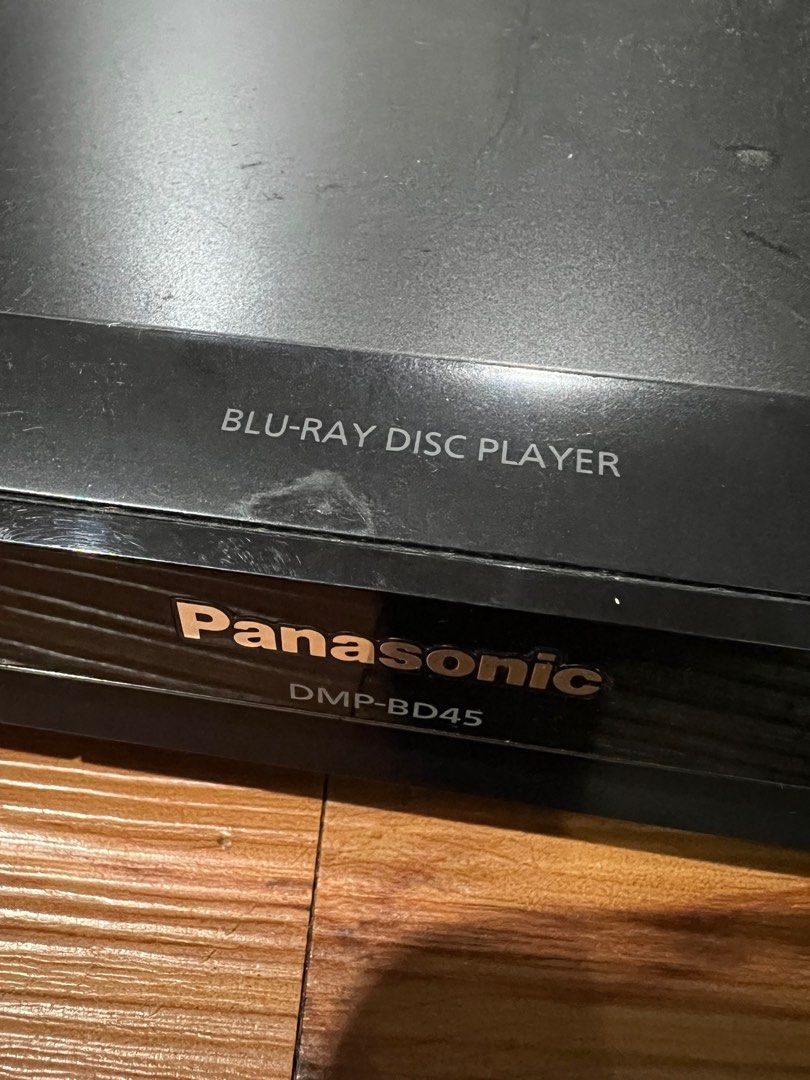 BLU-RAY DISC PLAYER
Panasonic
DMP-BD45